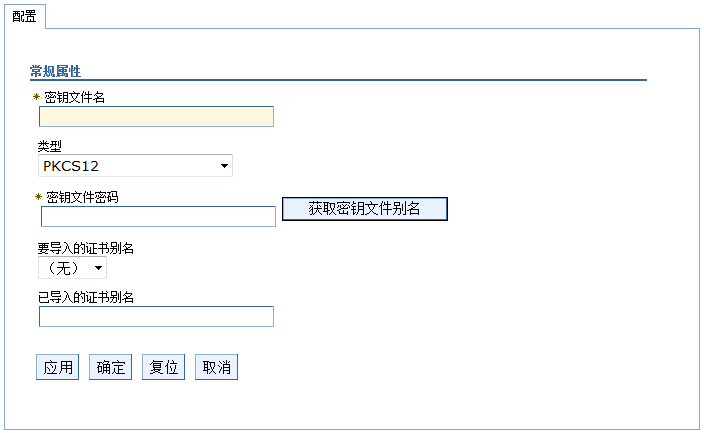 配置
常规属性
* 密钥文件名
类型
PKCS12
* 密钥文件密码
获取密钥文件别名
要导入的证书别名
（无）
已导入的证书别名
应用 确定 复位 取消